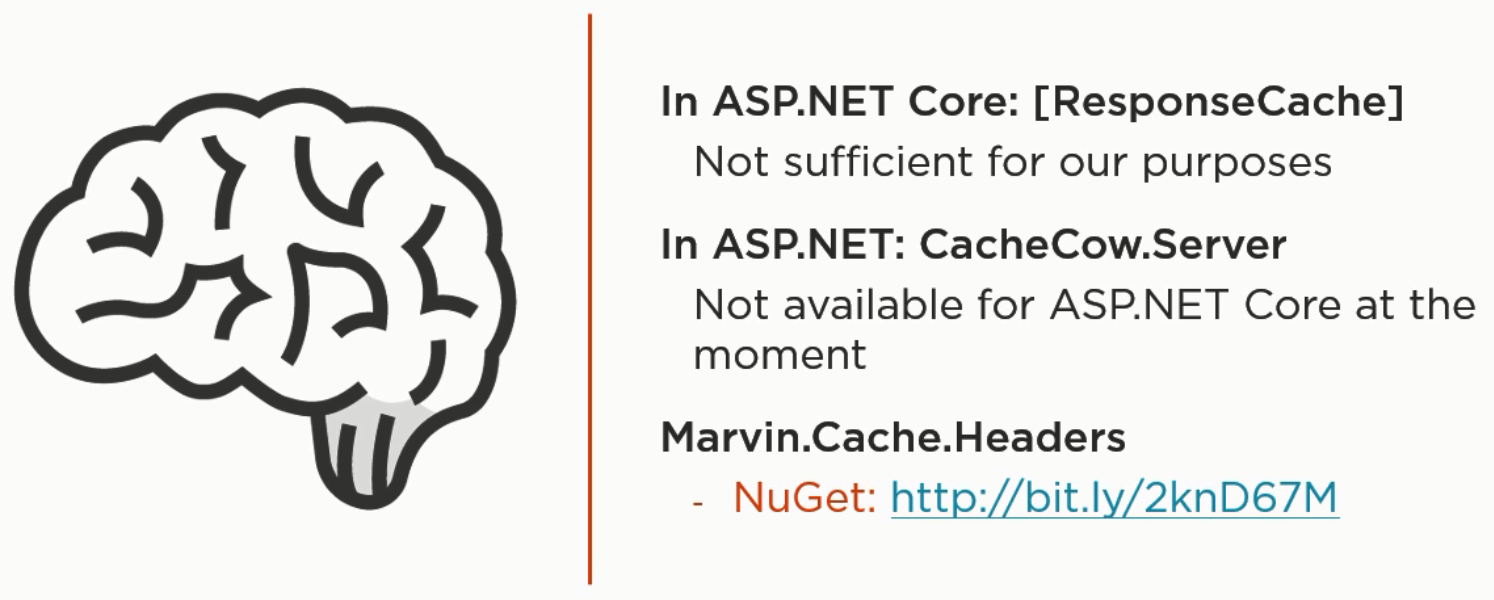 In ASP.NET Core: [ResponseCache]
Not sufficient for our purposes
In ASP.NET: CacheCow.Server
Not available for ASP.NET Core at the
moment
Marvin.Cache.Headers
- NuGet: http://bit.ly/2knD67M